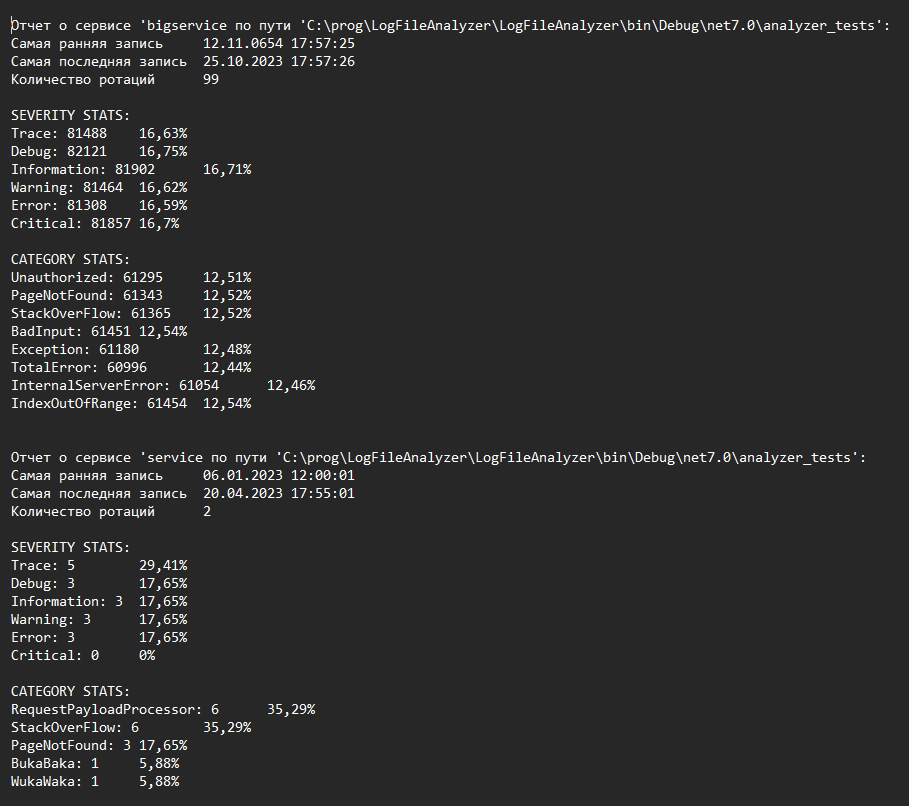 Отчет о сервисе 'bigservice по пути 'C:\prog\LogFileAnalyzer\LogFileAnalyzer\bin\Debug\net7.0\analyzer_tests':
Самая ранняя запись 12.11.0654 17:57:25
Самая последняя запись 25.10.2023 17:57:26
Количество ротаций 99
SEVERITY STATS:
Trace: 81488 16,63%
Debug: 82121 16,75%
Information: 81902 16,71%
Warning: 81464 16,62%
Error: 81308 16,59%
Critical: 81857 16,7%
CATEGORY STATS:
Unauthorized: 61295 12,51%
PageNotFound: 61343 12,52%
StackOverFlow: 61365 12,52%
BadInput: 61451 12,54%
Exception: 61180 12,48%
TotalError: 60996 12,44%
InternalServerError: 61054 12,46%
IndexOutOfRange: 61454 12,54%
Отчет о сервисе 'service по пути 'C:\prog\LogFileAnalyzer\LogFileAnalyzer\bin\Debug\net7.0\analyzer_tests':
Самая ранняя запись 06.01.2023 12:00:01
Самая последняя запись 20.04.2023 17:55:01
Количество ротаций 2
SEVERITY STATS:
Trace: 5 29,41%
Debug: 3 17,65%
Information: 3 17,65%
Warning: 3 17,65%
Error: 3 17,65%
Critical: 0 0%
CATEGORY STATS:
RequestPayloadProcessor: 6 35,29%
StackOverFlow: 6 35,29%
PageNotFound: 3 17,65%
BukaBaka: 1 5,88%
WukaWaka: 1 5,88%